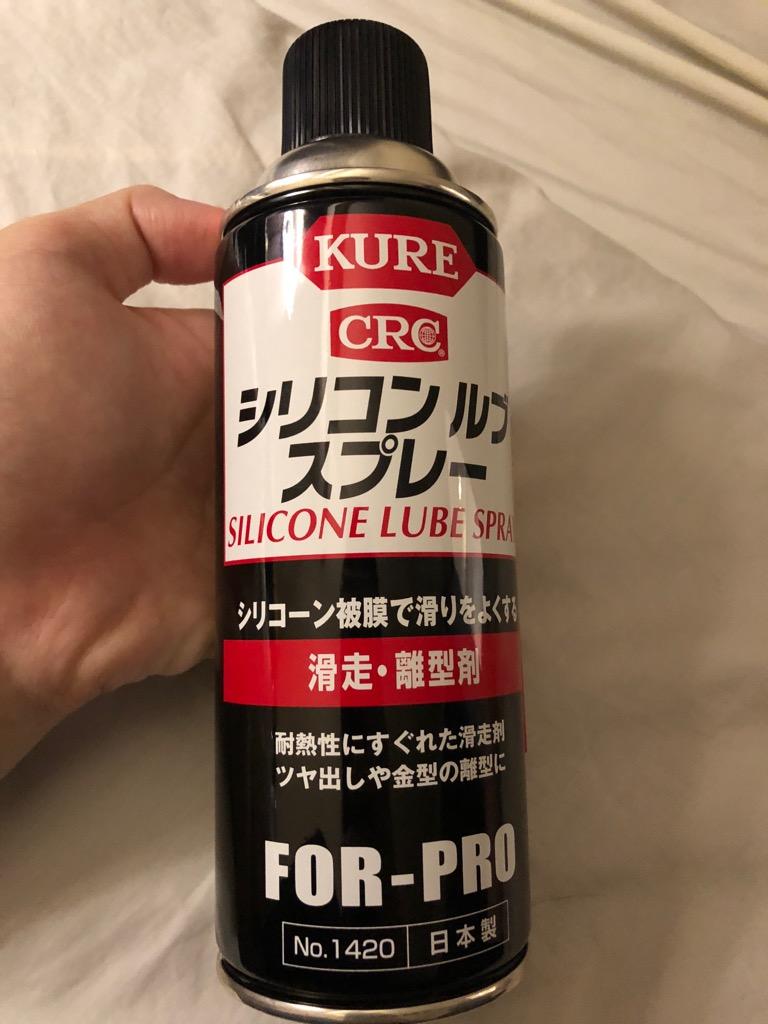 KURE
CRC®
シリコン ルブ
スプレー
SILICONE LUBE SPRA
シリコーン被膜で滑りをよくする
滑走・離型剤
耐熱性にすぐれた滑走剤
ツヤ出しや金型の離型に
FOR-PRO
No.1420 日本製